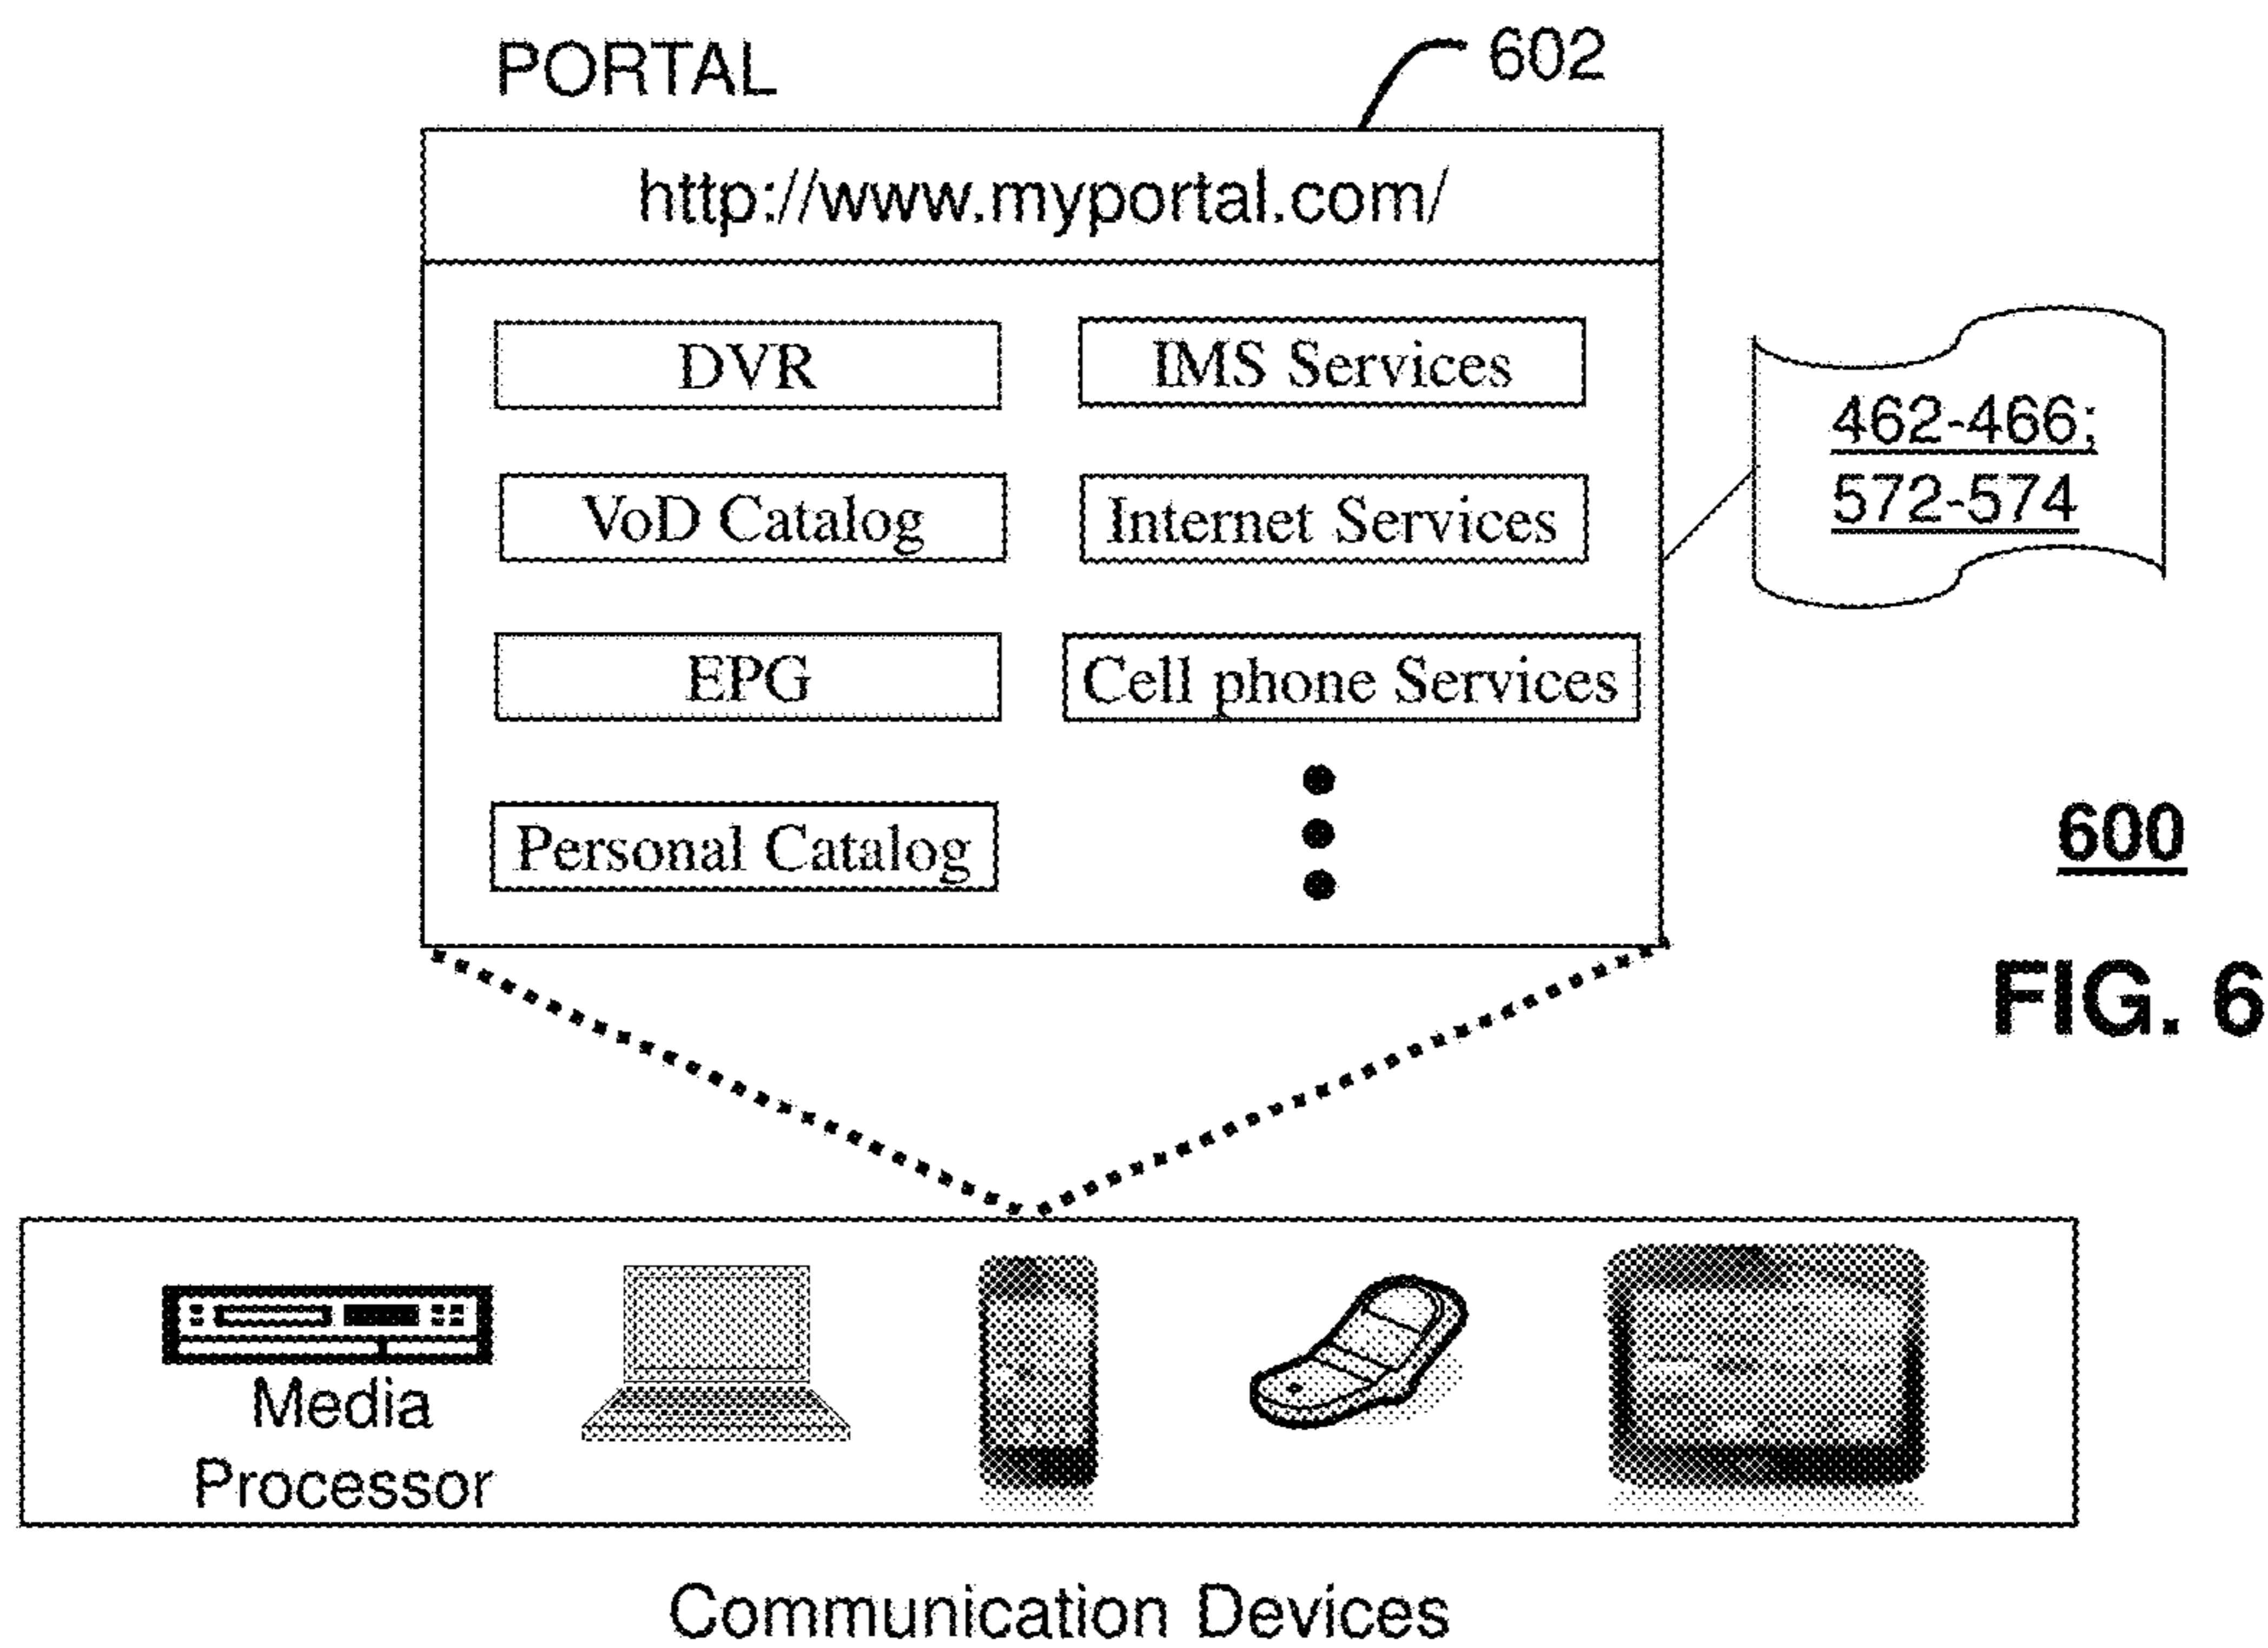 PORTAL
602
http://www.myportal.com/
DVR
IMS Services
462-466;
572-574
VoD Catalog
Internet Services
EPG
Cell phone Services
Personal Catalog
600
FIG. 6
Media
Processor
Communication Devices